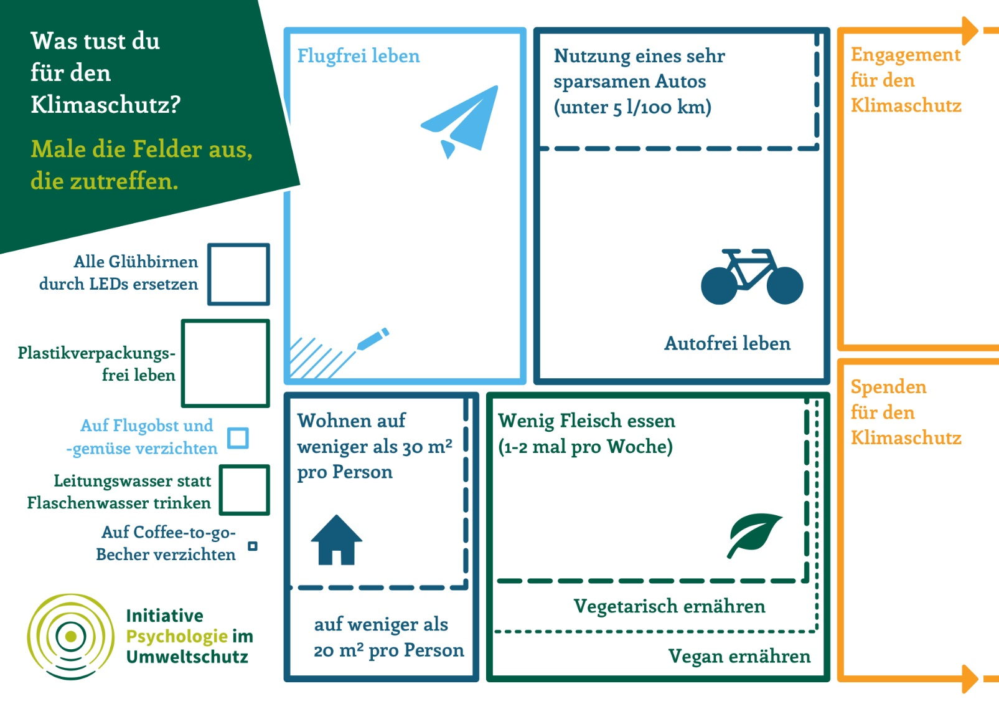 Was tust du
für den
Klimaschutz?
Male die Felder aus,
die zutreffen.
Alle Glühbirnen
durch LEDs ersetzen
Plastikverpackungs-
frei leben
Auf Flugobst und
-gemüse verzichten
Leitungswasser statt
Flaschenwasser trinken
Auf Coffee-to-go-
Becher verzichten
Initiative
Psychologie im
Umweltschutz
Flugfrei leben
Nutzung eines sehr
sparsamen Autos
(unter 5 l/100 km)
Autofrei leben
Wohnen auf
weniger als 30 m²
pro Person
auf weniger als
20 m² pro Person
Wenig Fleisch essen
(1-2 mal pro Woche)
Vegetarisch ernähren
Vegan ernähren
Engagement
für den
Klimaschutz
Spenden
für den
Klimaschutz